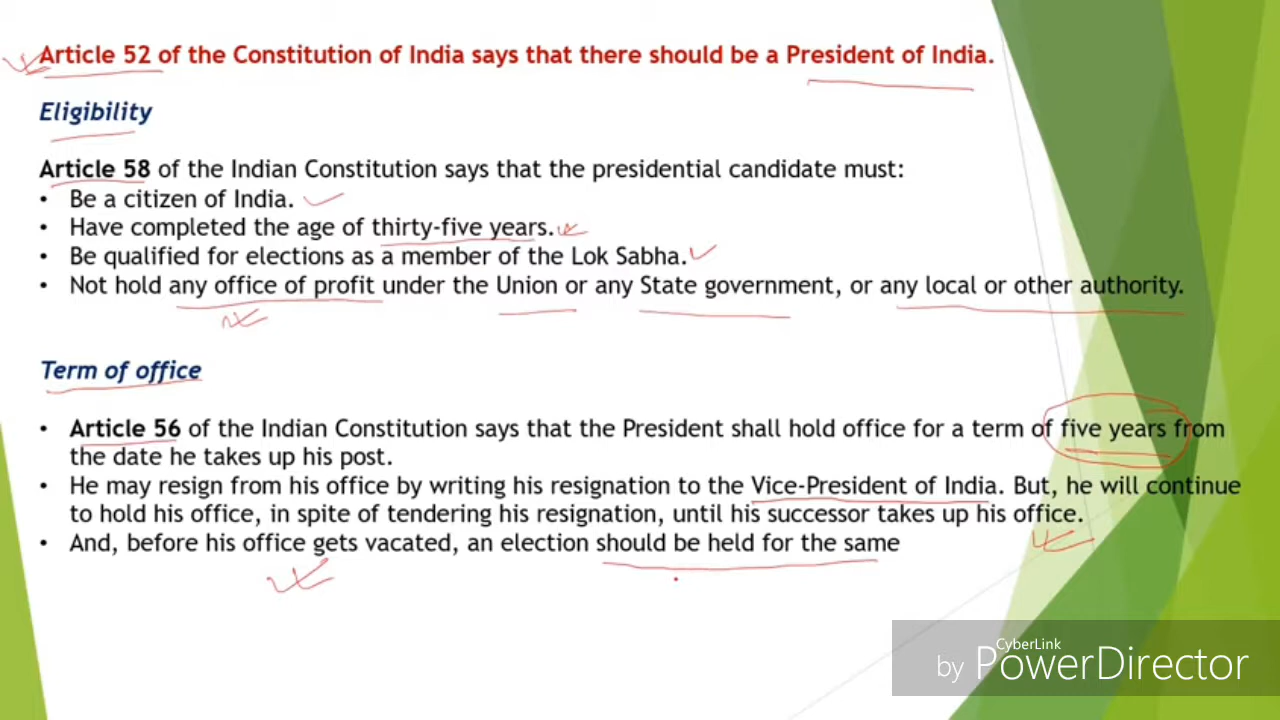 Article 52 of the Constitution of India says that there should be a President of India.
Eligibility
Article 58 of the Indian Constitution says that the presidential candidate must:
• Be a citizen of India.
• Have completed the age of thirty-five years.
• Be qualified for elections as a member of the Lok Sabha.
• Not hold any office of profit under the Union or any State government, or any local or other authority.
Term of office
• Article 56 of the Indian Constitution says that the President shall hold office for a term of five years from
the date he takes up his post.
• He may resign from his office by writing his resignation to the Vice-President of India. But, he will continue
to hold his office, in spite of tendering his resignation, until his successor takes up his office.
• And, before his office gets vacated, an election should be held for the same
CyberLink
by PowerDirector